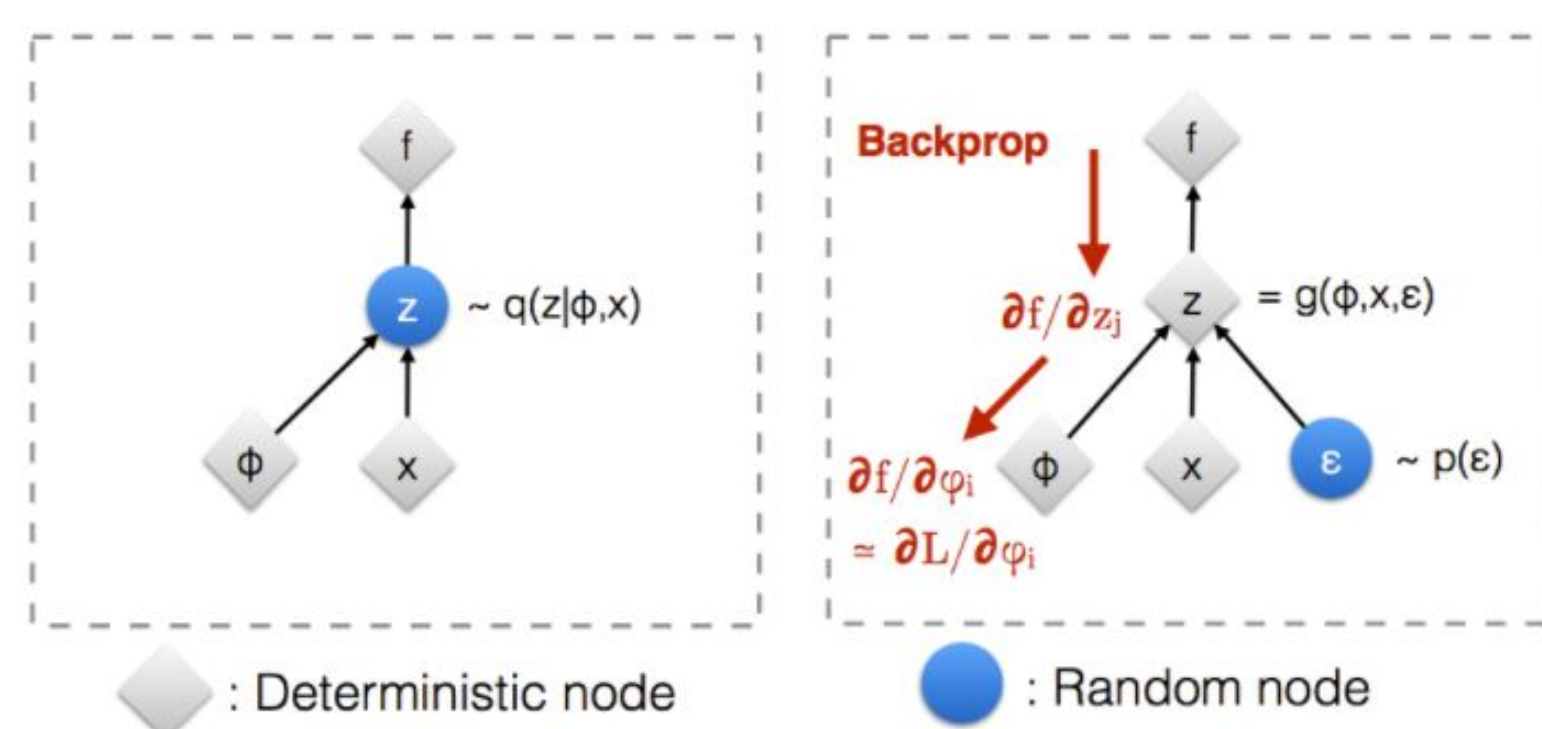 f
z ~ q(z|ϕ,x)
ϕ
x
Backprop
f
∂f/∂zⱼ
z = g(ϕ,x,ε)
∂f/∂φᵢ
≃ ∂L/∂φᵢ
ϕ
x
ε ~ p(ε)
: Deterministic node
: Random node